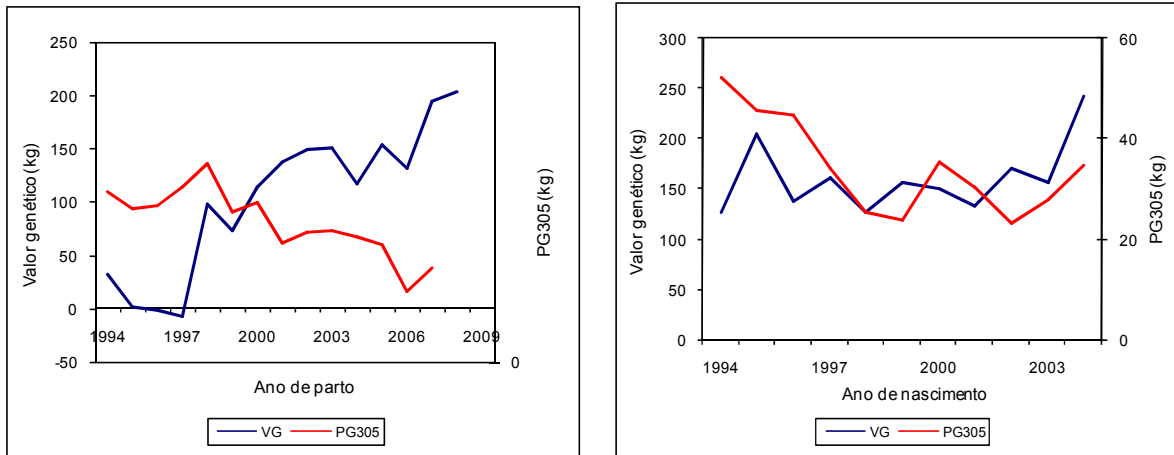 250
200
150
100
50
0
-50
Valor genético (kg)
1994 1997 2000 2003 2006 2009
0
PG305 (kg)
Ano de parto
VG PG305
300
250
200
150
100
50
0
Valor genético (kg)
60
40
20
0
PG305 (kg)
1994 1997 2000 2003
Ano de nascimento
VG PG305